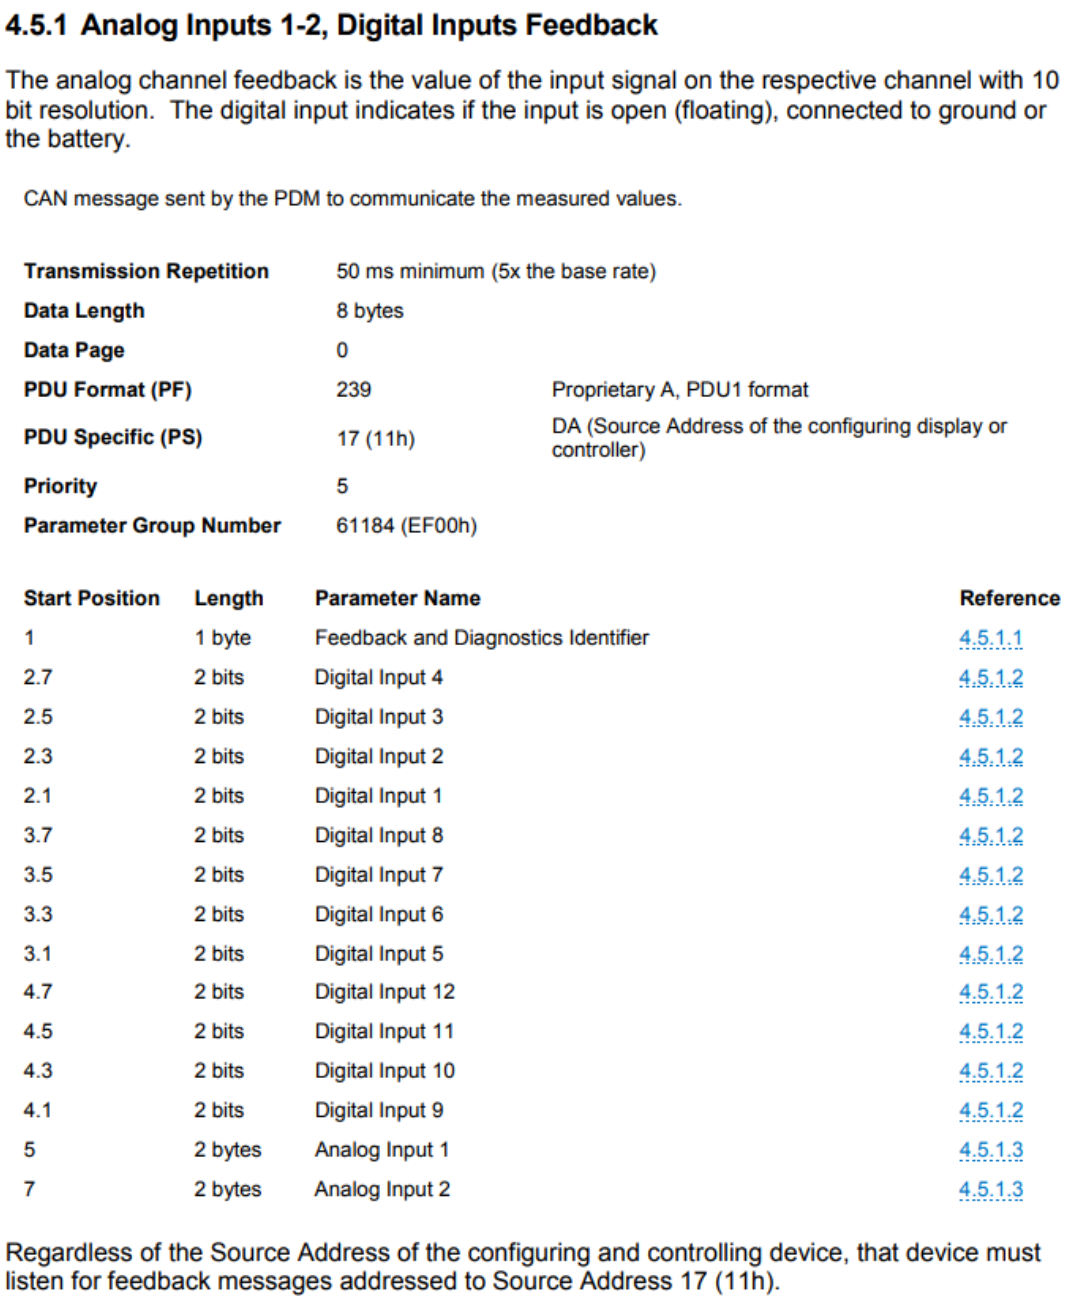 4.5.1 Analog Inputs 1-2, Digital Inputs Feedback
The analog channel feedback is the value of the input signal on the respective channel with 10
bit resolution.  The digital input indicates if the input is open (floating), connected to ground or
the battery.
CAN message sent by the PDM to communicate the measured values.
Transmission Repetition 50 ms minimum (5x the base rate)
Data Length 8 bytes
Data Page 0
PDU Format (PF) 239 Proprietary A, PDU1 format
PDU Specific (PS) 17 (11h) DA (Source Address of the configuring display or
controller)
Priority 5
Parameter Group Number 61184 (EF00h)
Start Position Length Parameter Name Reference
1 1 byte Feedback and Diagnostics Identifier 4.5.1.1
2.7 2 bits Digital Input 4 4.5.1.2
2.5 2 bits Digital Input 3 4.5.1.2
2.3 2 bits Digital Input 2 4.5.1.2
2.1 2 bits Digital Input 1 4.5.1.2
3.7 2 bits Digital Input 8 4.5.1.2
3.5 2 bits Digital Input 7 4.5.1.2
3.3 2 bits Digital Input 6 4.5.1.2
3.1 2 bits Digital Input 5 4.5.1.2
4.7 2 bits Digital Input 12 4.5.1.2
4.5 2 bits Digital Input 11 4.5.1.2
4.3 2 bits Digital Input 10 4.5.1.2
4.1 2 bits Digital Input 9 4.5.1.2
5 2 bytes Analog Input 1 4.5.1.3
7 2 bytes Analog Input 2 4.5.1.3
Regardless of the Source Address of the configuring and controlling device, that device must
listen for feedback messages addressed to Source Address 17 (11h).